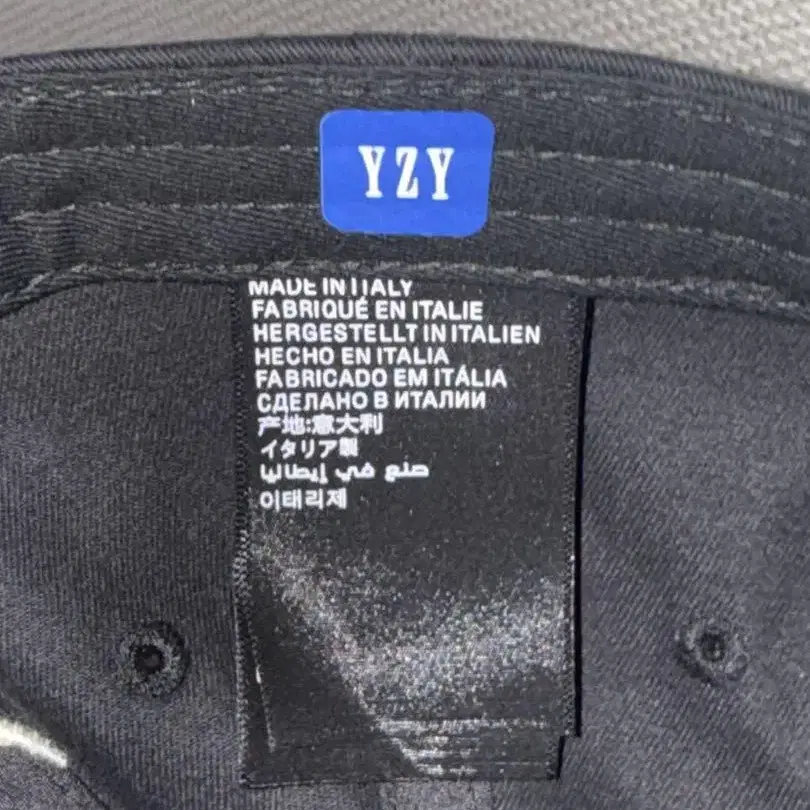 YZY
MADE IN ITALY
FABRIQUÉ EN ITALIE
HERGESTELLT IN ITALIEN
HECHO EN ITALIA
FABRICADO EM ITÁLIA
СДЕЛАНО В ИТАЛИИ
产地:意大利
イタリア製
صنع في إيطاليا
이태리제